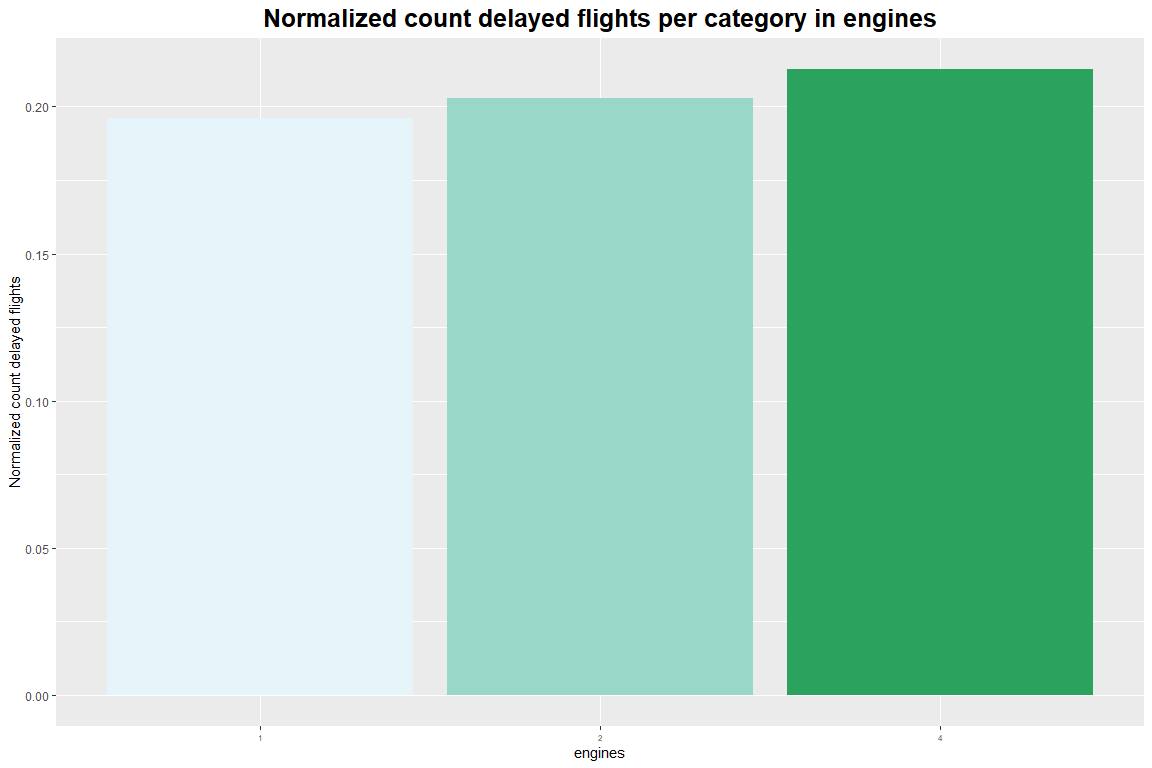 Normalized count delayed flights per category in engines
Normalized count delayed flights
0.20
0.15
0.10
0.05
0.00
1
2
4
engines